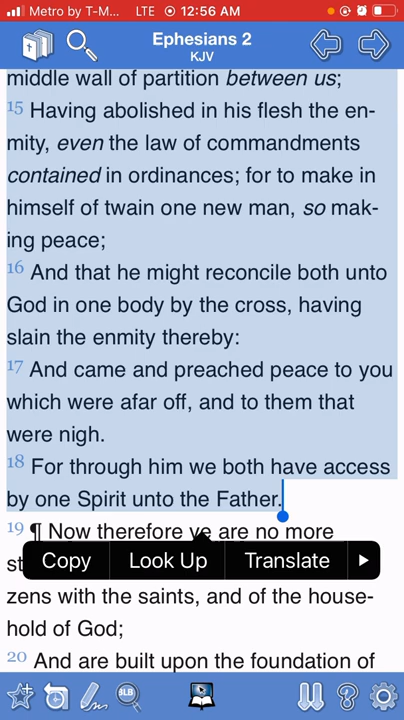 Metro by T-M... LTE 12:56 AM
Ephesians 2
KJV
middle wall of partition between us;
15 Having abolished in his flesh the en-
mity, even the law of commandments
contained in ordinances; for to make in
himself of twain one new man, so mak-
ing peace;
16 And that he might reconcile both unto
God in one body by the cross, having
slain the enmity thereby:
17 And came and preached peace to you
which were afar off, and to them that
were nigh.
18 For through him we both have access
by one Spirit unto the Father.
19 ¶ Now therefore ye are no more
st
Copy Look Up Translate
zens with the saints, and of the house-
hold of God;
20 And are built upon the foundation of
BLB